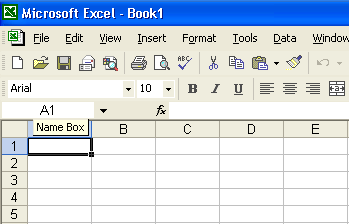 Microsoft Excel - Book1
File Edit View Insert Format Tools Data Window
ABC
Arial 10 B I U
A1 fx
Name Box
A B C D E
1
2
3
4
5